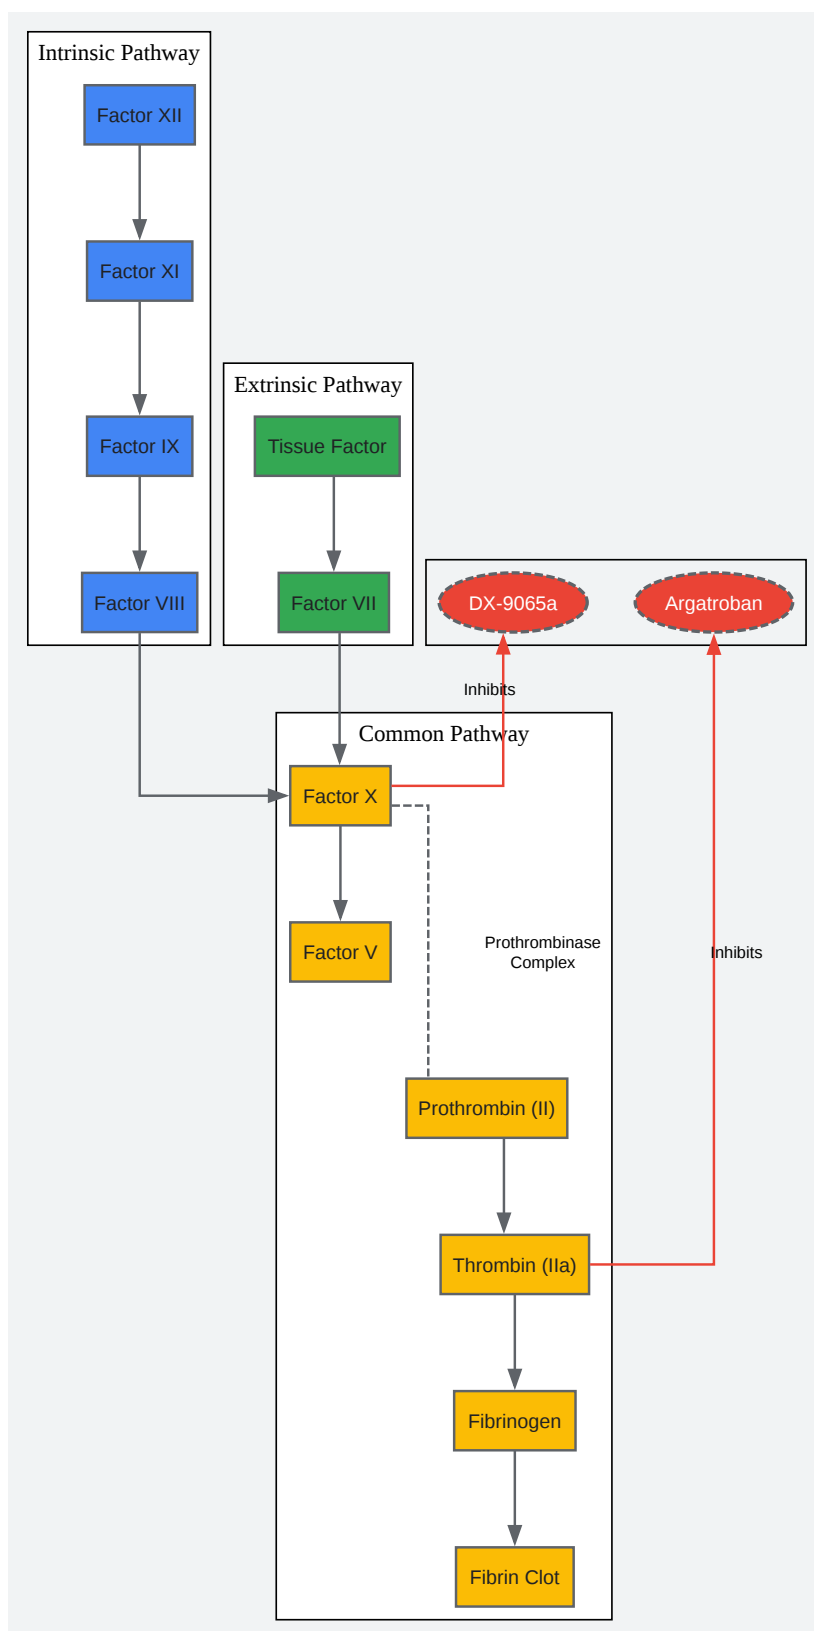 Intrinsic Pathway
Factor XII
Factor XI
Extrinsic Pathway
Factor IX
Tissue Factor
Factor VIII
Factor VII
DX-9065a
Argatroban
Inhibits
Common Pathway
Factor X
Factor V
Prothrombinase
Complex
Inhibits
Prothrombin (II)
Thrombin (IIa)
Fibrinogen
Fibrin Clot